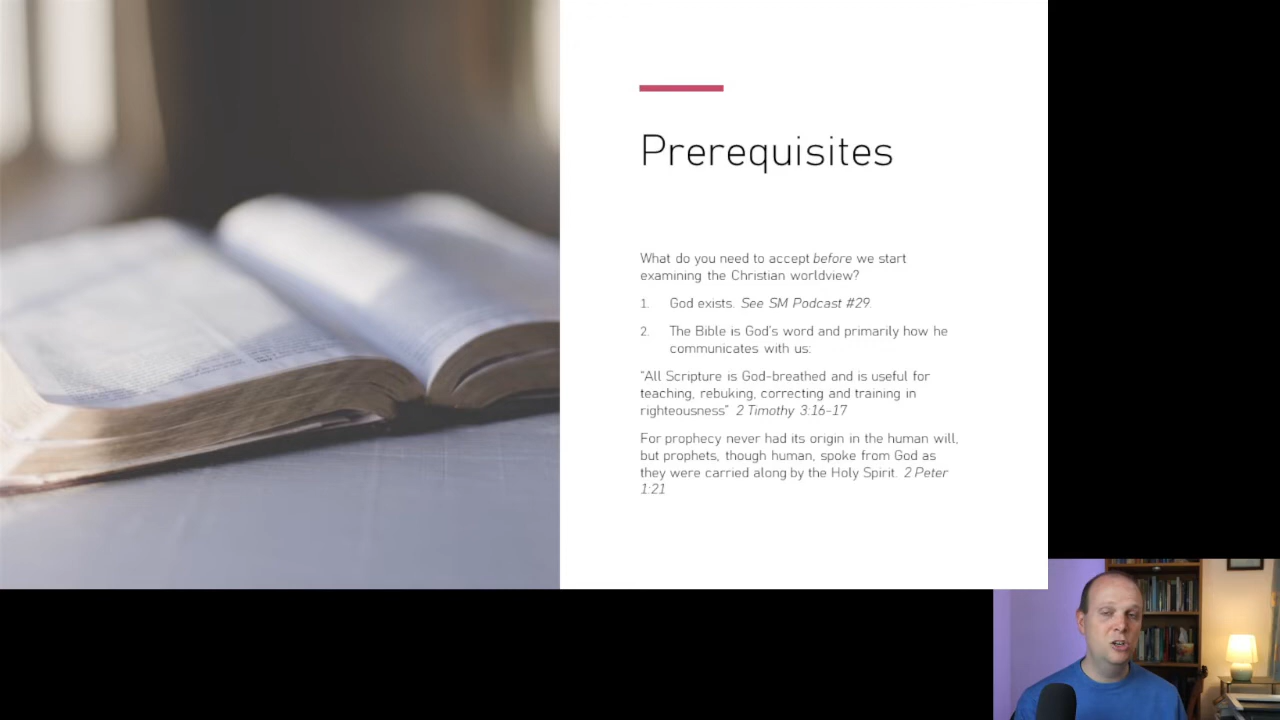 Prerequisites
What do you need to accept before we start
examining the Christian worldview?
1. God exists. See SM Podcast #29
2. The Bible is God's word and primarily how he
communicates with us:
"All Scripture is God-breathed and is useful for
teaching, rebuking, correcting and training in
righteousness" 2 Timothy 3:16-17
For prophecy never had its origin in the human will,
but prophets, though human, spoke from God as
they were carried along by the Holy Spirit. 2 Peter
1:21